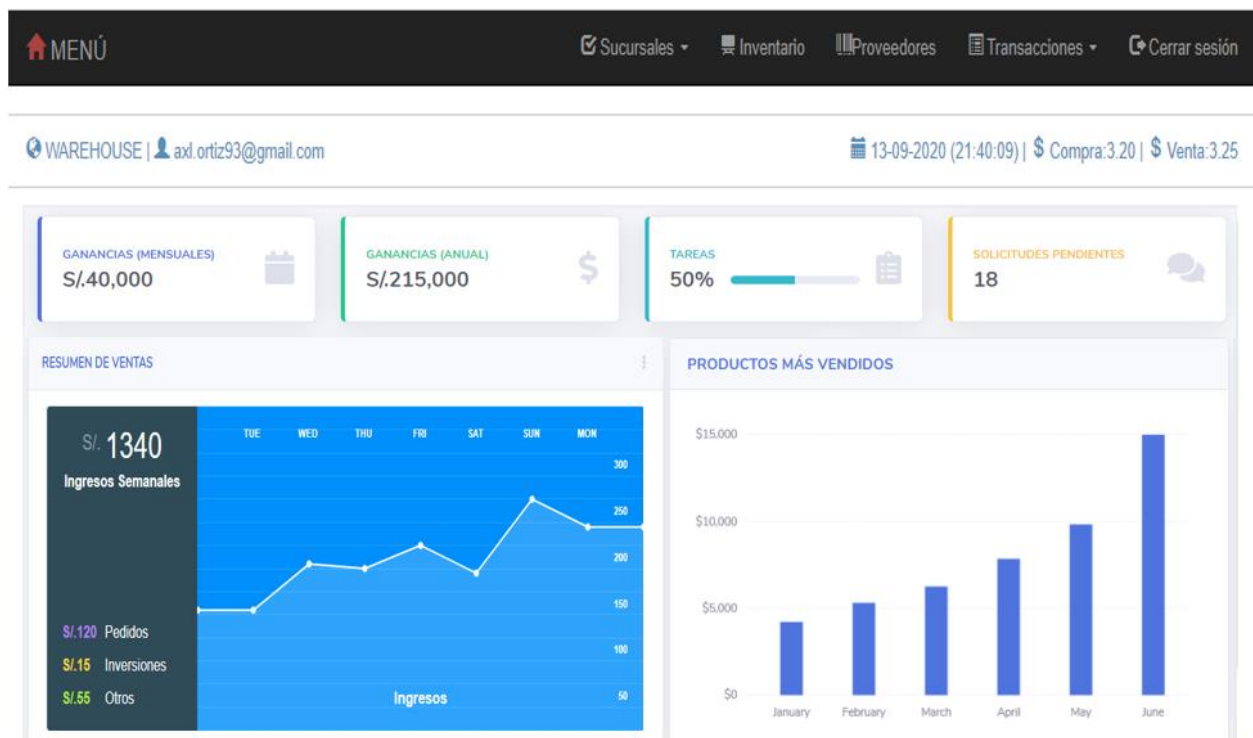 MENÚ Sucursales Inventario Proveedores Transacciones Cerrar sesión
WAREHOUSE | axl.ortiz93@gmail.com 13-09-2020 (21:40:09) | $ Compra:3.20 | $ Venta:3.25
GANANCIAS (MENSUALES)
S/.40,000
GANANCIAS (ANUAL)
S/.215,000
TAREAS
50%
SOLICITUDES PENDIENTES
18
RESUMEN DE VENTAS
S/. 1340
Ingresos Semanales
S/.120 Pedidos
S/.15 Inversiones
S/.55 Otros
TUE WED THU FRI SAT SUN MON
300
250
200
150
100
50
Ingresos
PRODUCTOS MÁS VENDIDOS
$15,000
$10,000
$5,000
$0
January February March April May June